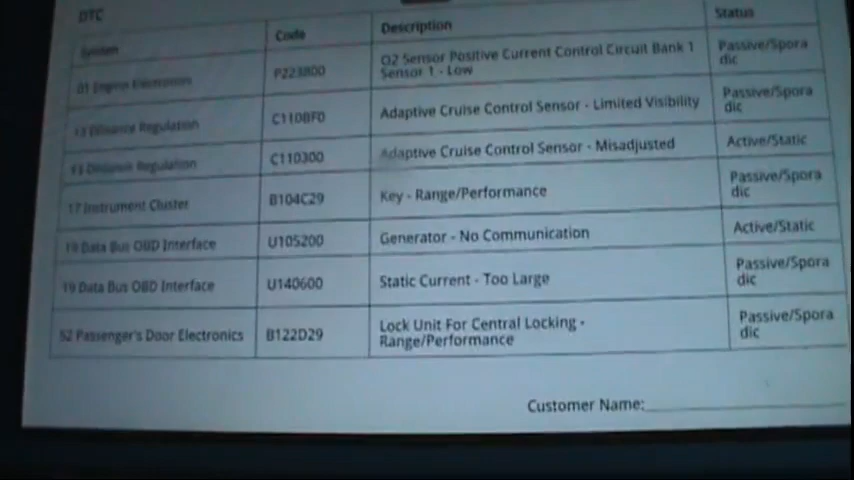 DTC
System Code Description Status
01 Engine Electronics P223800 O2 Sensor Positive Current Control Circuit Bank 1
Sensor 1 - Low Passive/Spora
dic
13 Distance Regulation C110BF0 Adaptive Cruise Control Sensor - Limited Visibility Passive/Spora
dic
13 Distance Regulation C110300 Adaptive Cruise Control Sensor - Misadjusted Active/Static
17 Instrument Cluster B104C29 Key - Range/Performance Passive/Spora
dic
19 Data Bus OBD Interface U105200 Generator - No Communication Active/Static
19 Data Bus OBD Interface U140600 Static Current - Too Large Passive/Spora
dic
52 Passenger's Door Electronics B122D29 Lock Unit For Central Locking -
Range/Performance Passive/Spora
dic
Customer Name: